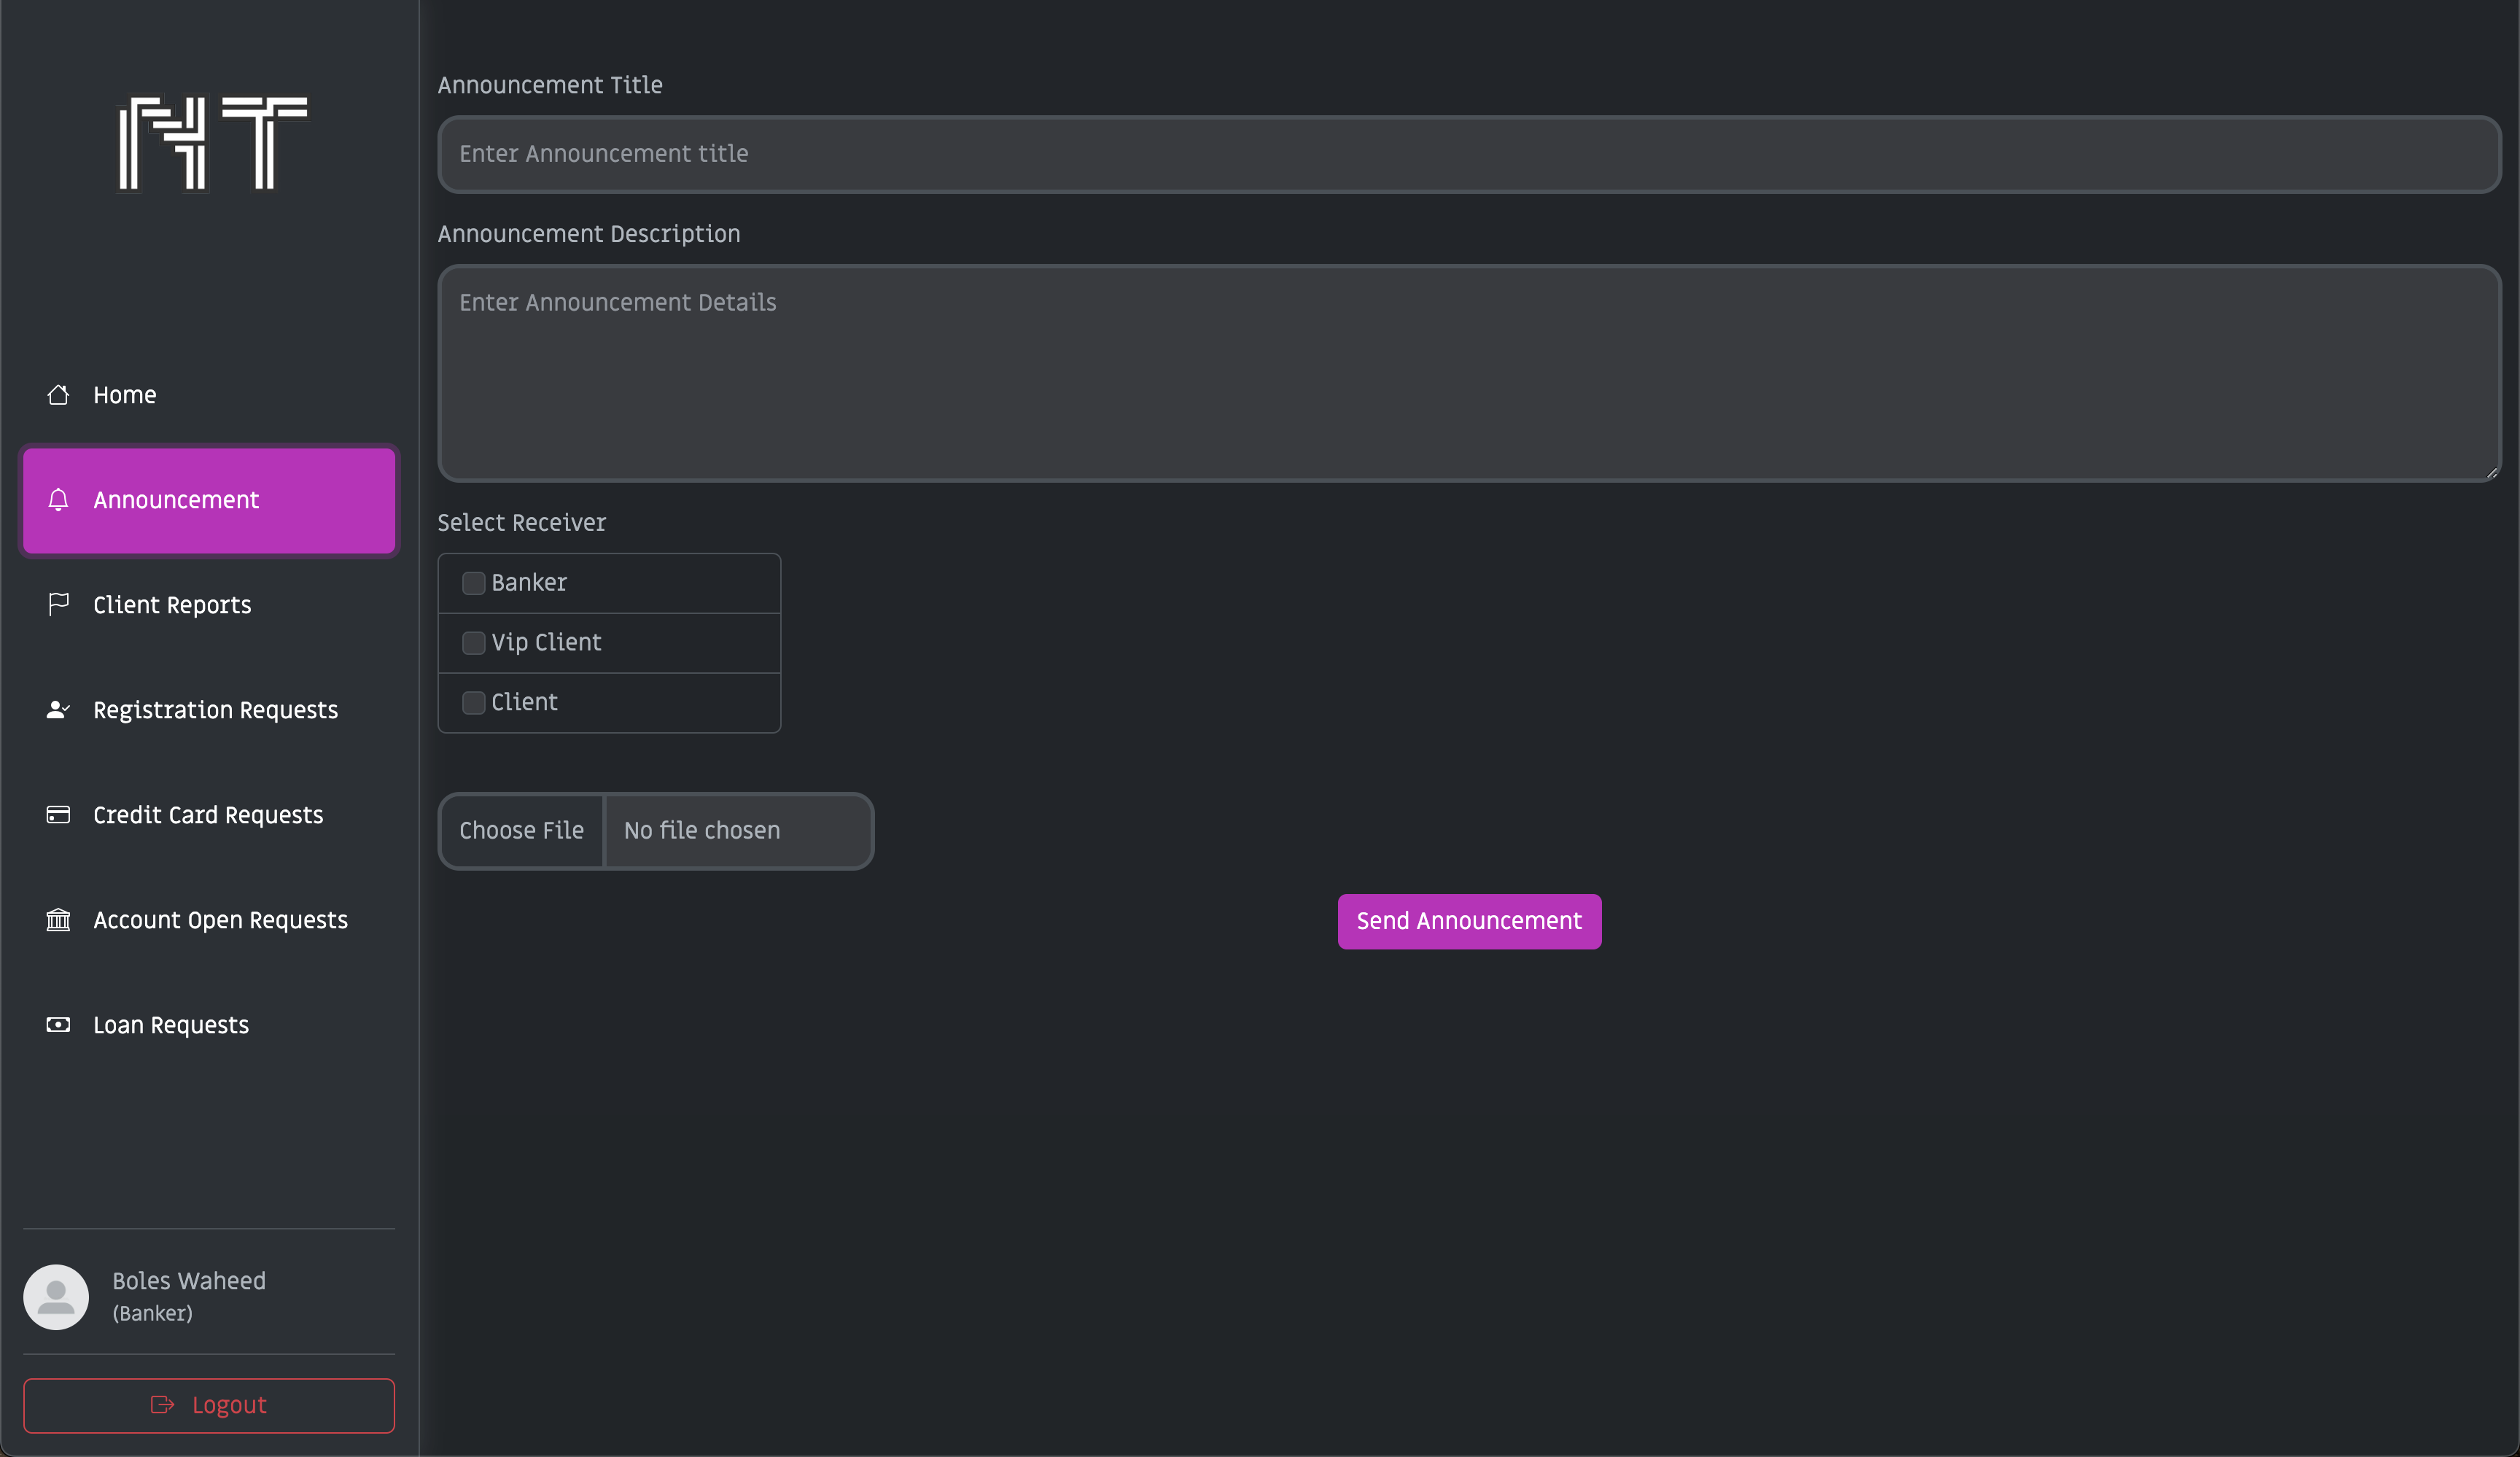 NT
Home
Announcement
Client Reports
Registration Requests
Credit Card Requests
Account Open Requests
Loan Requests
Boles Waheed
(Banker)
Logout
Announcement Title
Enter Announcement title
Announcement Description
Enter Announcement Details
Select Receiver
Banker
Vip Client
Client
Choose File No file chosen
Send Announcement